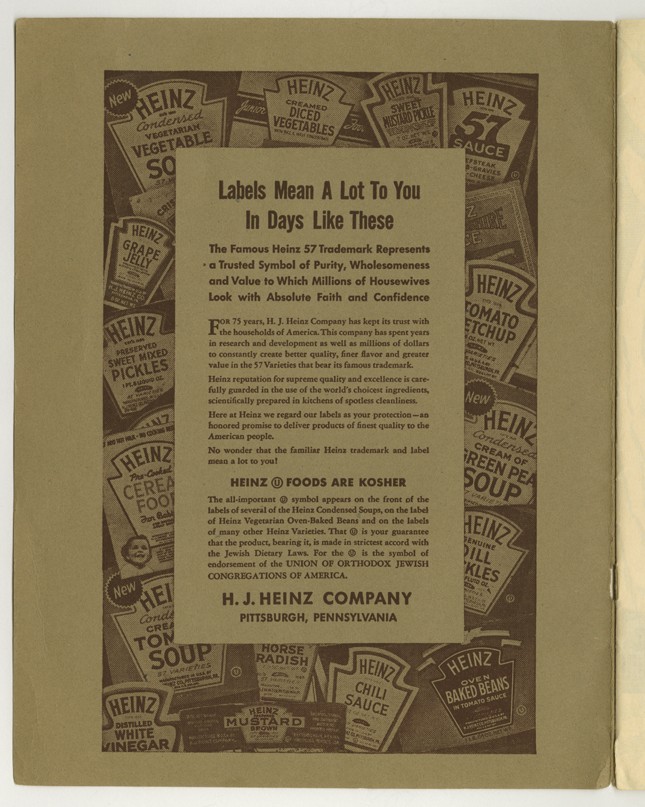 New
HEINZ
Condensed
VEGETARIAN
VEGETABLE
SO
HEINZ
CREAMED
DICED
VEGETABLES
HEINZ
SWEET
MUSTARD PICKLE
HEINZ
57
SAUCE
HEINZ
GRAPE
JELLY
HEINZ
PRESERVED
SWEET MIXED
PICKLES
HEINZ
Pre-Cooked
CEREA
FOO
New
HEI
Conde
CREA
TOM
SOUP
57 VARIETIES
HEINZ
DISTILLED
WHITE
VINEGAR
Labels Mean A Lot To You
In Days Like These
The Famous Heinz 57 Trademark Represents
a Trusted Symbol of Purity, Wholesomeness
and Value to Which Millions of Housewives
Look with Absolute Faith and Confidence
FOR 75 years, H. J. Heinz Company has kept its trust with
the households of America. This company has spent years
in research and development as well as millions of dollars
to constantly create better quality, finer flavor and greater
value in the 57 Varieties that bear its famous trademark.
Heinz reputation for supreme quality and excellence is care-
fully guarded in the use of the world's choicest ingredients,
scientifically prepared in kitchens of spotless cleanliness.
Here at Heinz we regard our labels as your protection—an
honored promise to deliver products of finest quality to the
American people.
No wonder that the familiar Heinz trademark and label
mean a lot to you!
HEINZ Ⓤ FOODS ARE KOSHER
The all-important Ⓤ symbol appears on the front of the
labels of several of the Heinz Condensed Soups, on the label
of Heinz Vegetarian Oven-Baked Beans and on the labels
of many other Heinz Varieties. That Ⓤ is your guarantee
that the product, bearing it, is made in strictest accord with
the Jewish Dietary Laws. For the Ⓤ is the symbol of
endorsement of the UNION OF ORTHODOX JEWISH
CONGREGATIONS OF AMERICA.
H. J. HEINZ COMPANY
PITTSBURGH, PENNSYLVANIA
HEINZ
TOMATO
ETCHUP
New
HEINZ
Condensed
CREAM OF
GREEN PEA
SOUP
HEINZ
GENUINE
DILL
KLES
HORSE
RADISH
HEINZ
MUSTARD
HEINZ
CHILI
SAUCE
HEINZ
OVEN
BAKED BEANS
IN TOMATO SAUCE